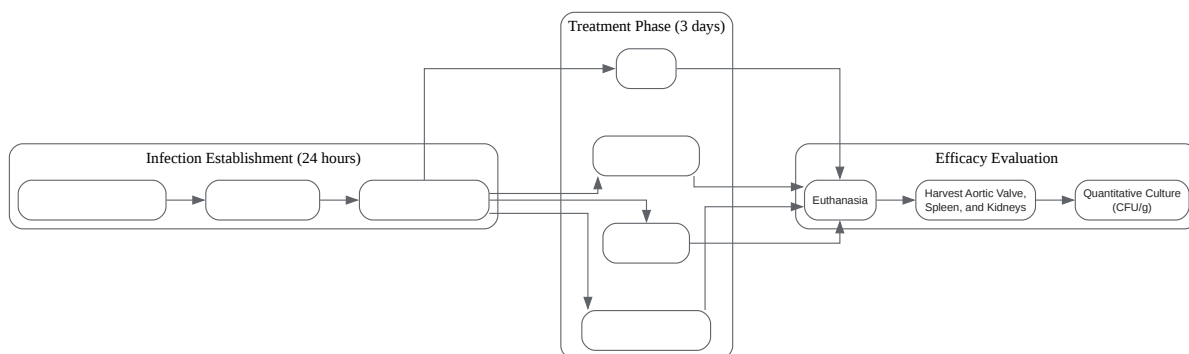 Treatment Phase (3 days)
Infection Establishment (24 hours)
Efficacy Evaluation
Euthanasia
Harvest Aortic Valve,
Spleen, and Kidneys
Quantitative Culture
(CFU/g)